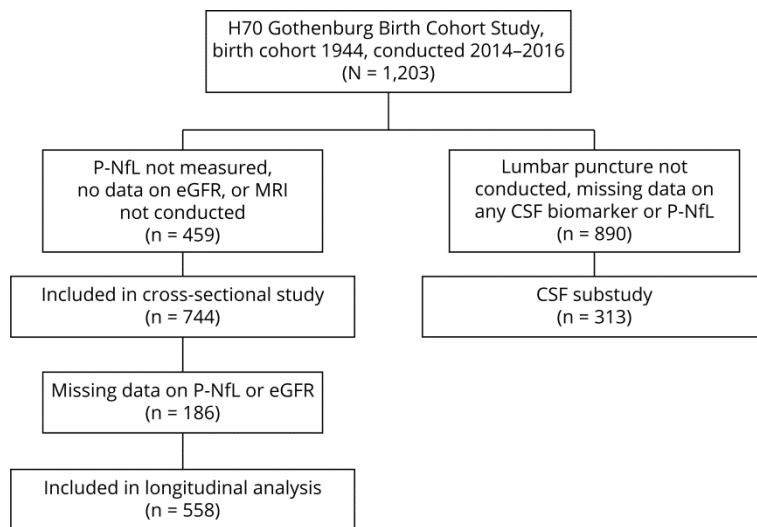 H70 Gothenburg Birth Cohort Study,
birth cohort 1944, conducted 2014–2016
(N = 1,203)
P-NfL not measured,
no data on eGFR, or MRI
not conducted
(n = 459)
Lumbar puncture not
conducted, missing data on
any CSF biomarker or P-NfL
(n = 890)
Included in cross-sectional study
(n = 744)
CSF substudy
(n = 313)
Missing data on P-NfL or eGFR
(n = 186)
Included in longitudinal analysis
(n = 558)